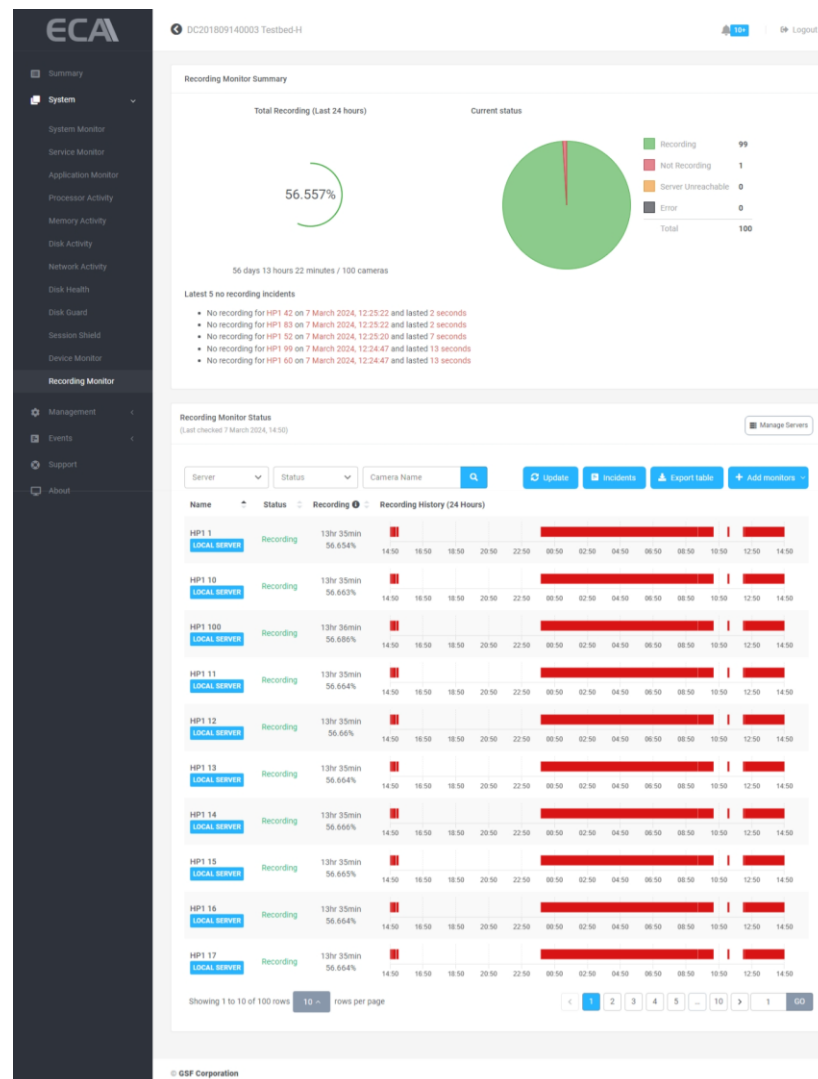 ECA
DC201809140003 Testbed-H
10+
Logout
Summary
System
System Monitor
Service Monitor
Application Monitor
Processor Activity
Memory Activity
Disk Activity
Network Activity
Disk Health
Disk Guard
Session Shield
Device Monitor
Recording Monitor
Management
Events
Support
About
Recording Monitor Summary
Total Recording (Last 24 hours)
56.557%
56 days 13 hours 22 minutes / 100 cameras
Current status
Recording 99
Not Recording 1
Server Unreachable 0
Error 0
Total 100
Latest 5 no recording incidents
No recording for HP1 42 on 7 March 2024, 12:25:22 and lasted 2 seconds
No recording for HP1 83 on 7 March 2024, 12:25:22 and lasted 2 seconds
No recording for HP1 52 on 7 March 2024, 12:25:20 and lasted 7 seconds
No recording for HP1 99 on 7 March 2024, 12:24:47 and lasted 13 seconds
No recording for HP1 60 on 7 March 2024, 12:24:47 and lasted 13 seconds
Recording Monitor Status
(Last checked 7 March 2024, 14:50)
Manage Servers
Server Status Camera Name Update Incidents Export table + Add monitors
Name Status Recording Recording History (24 Hours)
HP1 1
LOCAL SERVER
Recording
13hr 35min
56.654%
14:50 16:50 18:50 20:50 22:50 00:50 02:50 04:50 06:50 08:50 10:50 12:50 14:50
HP1 10
LOCAL SERVER
Recording
13hr 35min
56.663%
14:50 16:50 18:50 20:50 22:50 00:50 02:50 04:50 06:50 08:50 10:50 12:50 14:50
HP1 100
LOCAL SERVER
Recording
13hr 36min
56.686%
14:50 16:50 18:50 20:50 22:50 00:50 02:50 04:50 06:50 08:50 10:50 12:50 14:50
HP1 11
LOCAL SERVER
Recording
13hr 35min
56.664%
14:50 16:50 18:50 20:50 22:50 00:50 02:50 04:50 06:50 08:50 10:50 12:50 14:50
HP1 12
LOCAL SERVER
Recording
13hr 35min
56.66%
14:50 16:50 18:50 20:50 22:50 00:50 02:50 04:50 06:50 08:50 10:50 12:50 14:50
HP1 13
LOCAL SERVER
Recording
13hr 35min
56.664%
14:50 16:50 18:50 20:50 22:50 00:50 02:50 04:50 06:50 08:50 10:50 12:50 14:50
HP1 14
LOCAL SERVER
Recording
13hr 35min
56.666%
14:50 16:50 18:50 20:50 22:50 00:50 02:50 04:50 06:50 08:50 10:50 12:50 14:50
HP1 15
LOCAL SERVER
Recording
13hr 35min
56.665%
14:50 16:50 18:50 20:50 22:50 00:50 02:50 04:50 06:50 08:50 10:50 12:50 14:50
HP1 16
LOCAL SERVER
Recording
13hr 35min
56.664%
14:50 16:50 18:50 20:50 22:50 00:50 02:50 04:50 06:50 08:50 10:50 12:50 14:50
HP1 17
LOCAL SERVER
Recording
13hr 35min
56.664%
14:50 16:50 18:50 20:50 22:50 00:50 02:50 04:50 06:50 08:50 10:50 12:50 14:50
Showing 1 to 10 of 100 rows 10 rows per page
1 2 3 4 5 ... 10 1 GO
© GSF Corporation